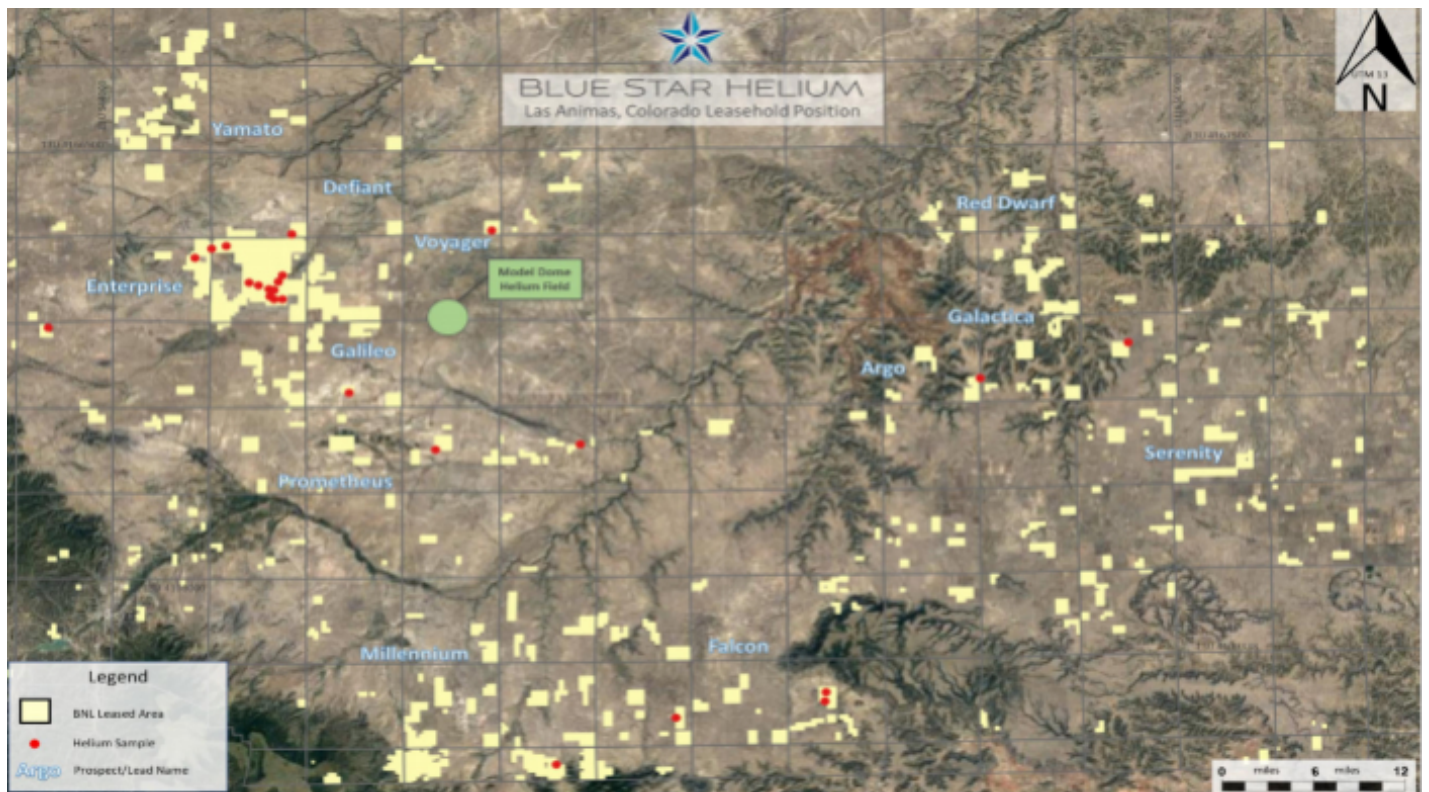 BLUE STAR HELIUM
Las Animas, Colorado Leasehold Position
UTM 13
N
Yamato
Defiant
Red Dwarf
Voyager
Model Dome
Helium Field
Enterprise
Galactica
Galileo
Argo
Serenity
Prometheus
Falcon
Millennium
Legend
BNL Leased Area
Helium Sample
Argo Prospect/Lead Name
0 miles 6 miles 12